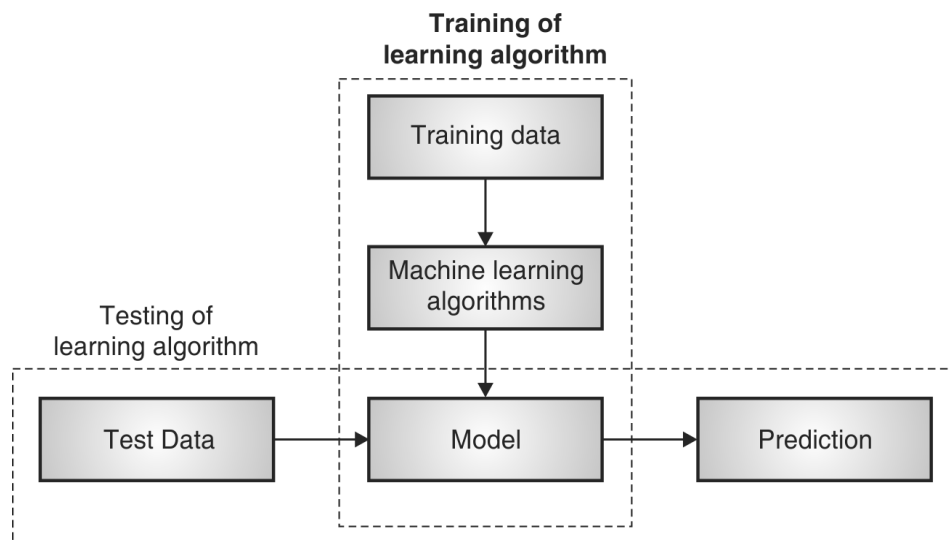 Training of
learning algorithm
Training data
Machine learning
algorithms
Testing of
learning algorithm
Test Data
Model
Prediction